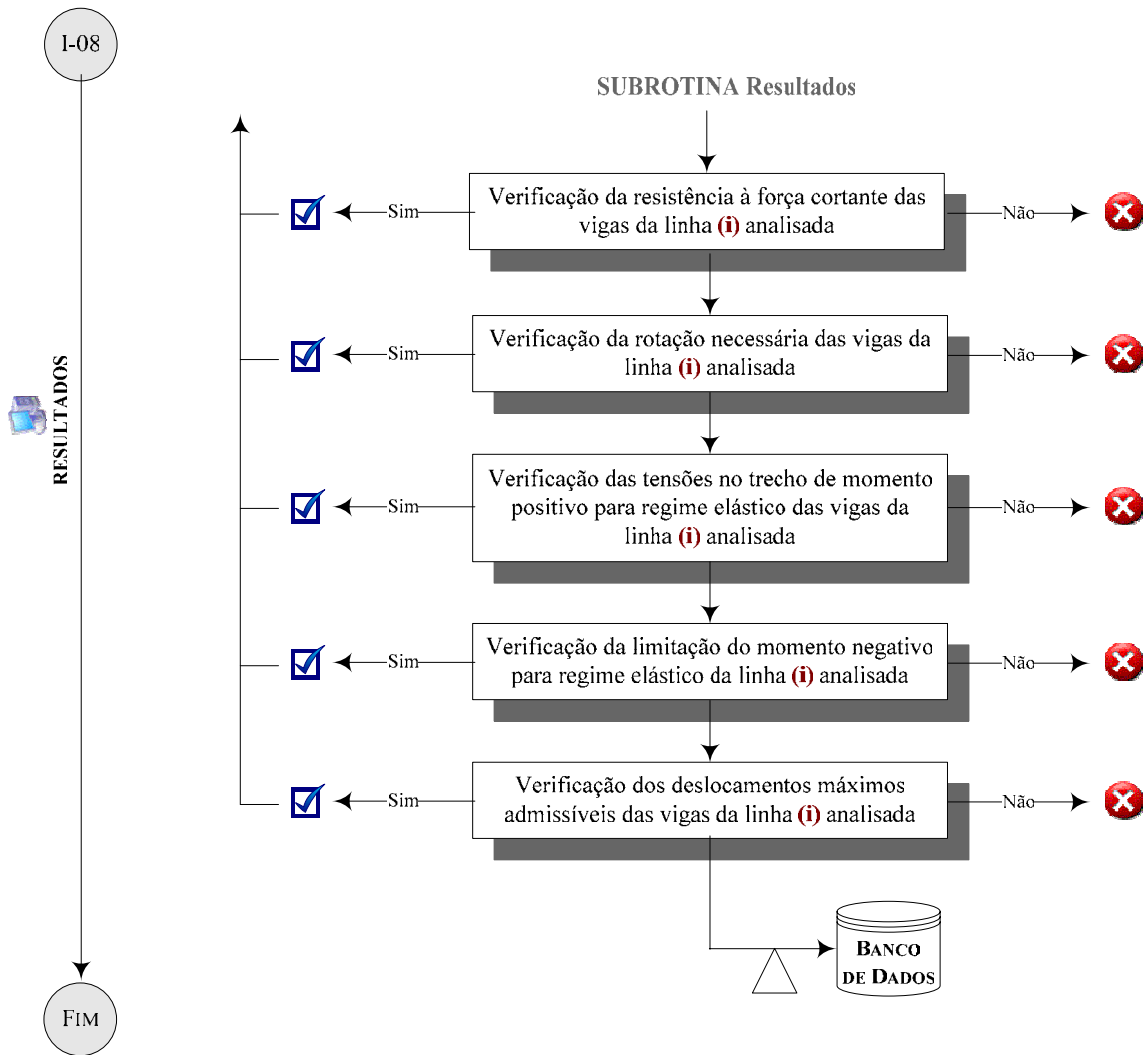 I-08
SUBROTINA Resultados
Verificação da resistência à força cortante das
vigas da linha (i) analisada
Sim
Não
Verificação da rotação necessária das vigas da
linha (i) analisada
Sim
Não
RESULTADOS
Verificação das tensões no trecho de momento
positivo para regime elástico das vigas da
linha (i) analisada
Sim
Não
Verificação da limitação do momento negativo
para regime elástico da linha (i) analisada
Sim
Não
Verificação dos deslocamentos máximos
admissíveis das vigas da linha (i) analisada
Sim
Não
BANCO
DE DADOS
FIM